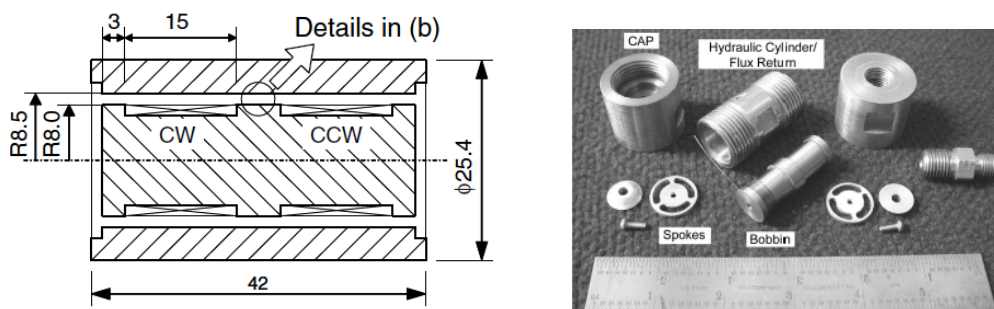 3
15
Details in (b)
R8.5
R8.0
CW
CCW
ϕ25.4
42
CAP
Hydraulic Cylinder/
Flux Return
Spokes
Bobbin